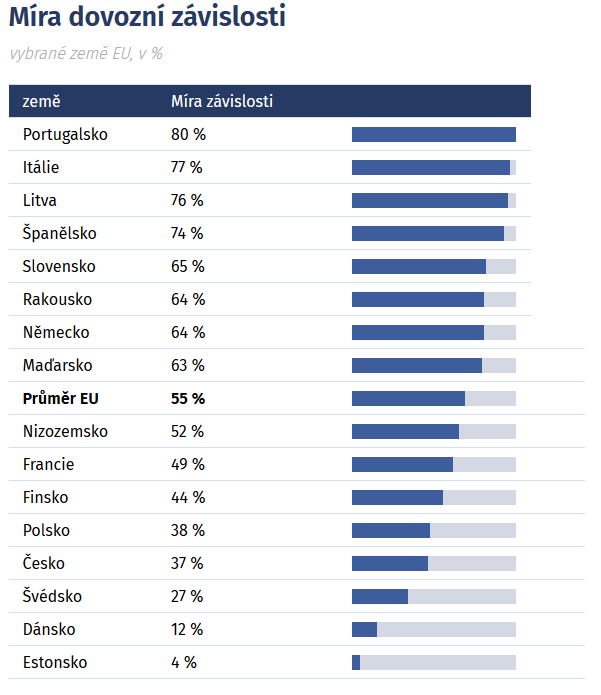 Míra dovozní závislosti
vybrané země EU, v %
země Míra závislosti
Portugalsko 80 %
Itálie 77 %
Litva 76 %
Španělsko 74 %
Slovensko 65 %
Rakousko 64 %
Německo 64 %
Maďarsko 63 %
Průměr EU 55 %
Nizozemsko 52 %
Francie 49 %
Finsko 44 %
Polsko 38 %
Česko 37 %
Švédsko 27 %
Dánsko 12 %
Estonsko 4 %